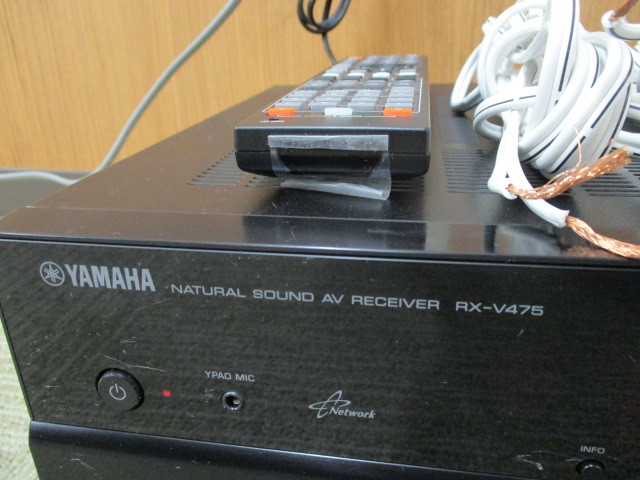 YAMAHA NATURAL SOUND AV RECEIVER RX-V475
YPAO MIC
Network
INFO